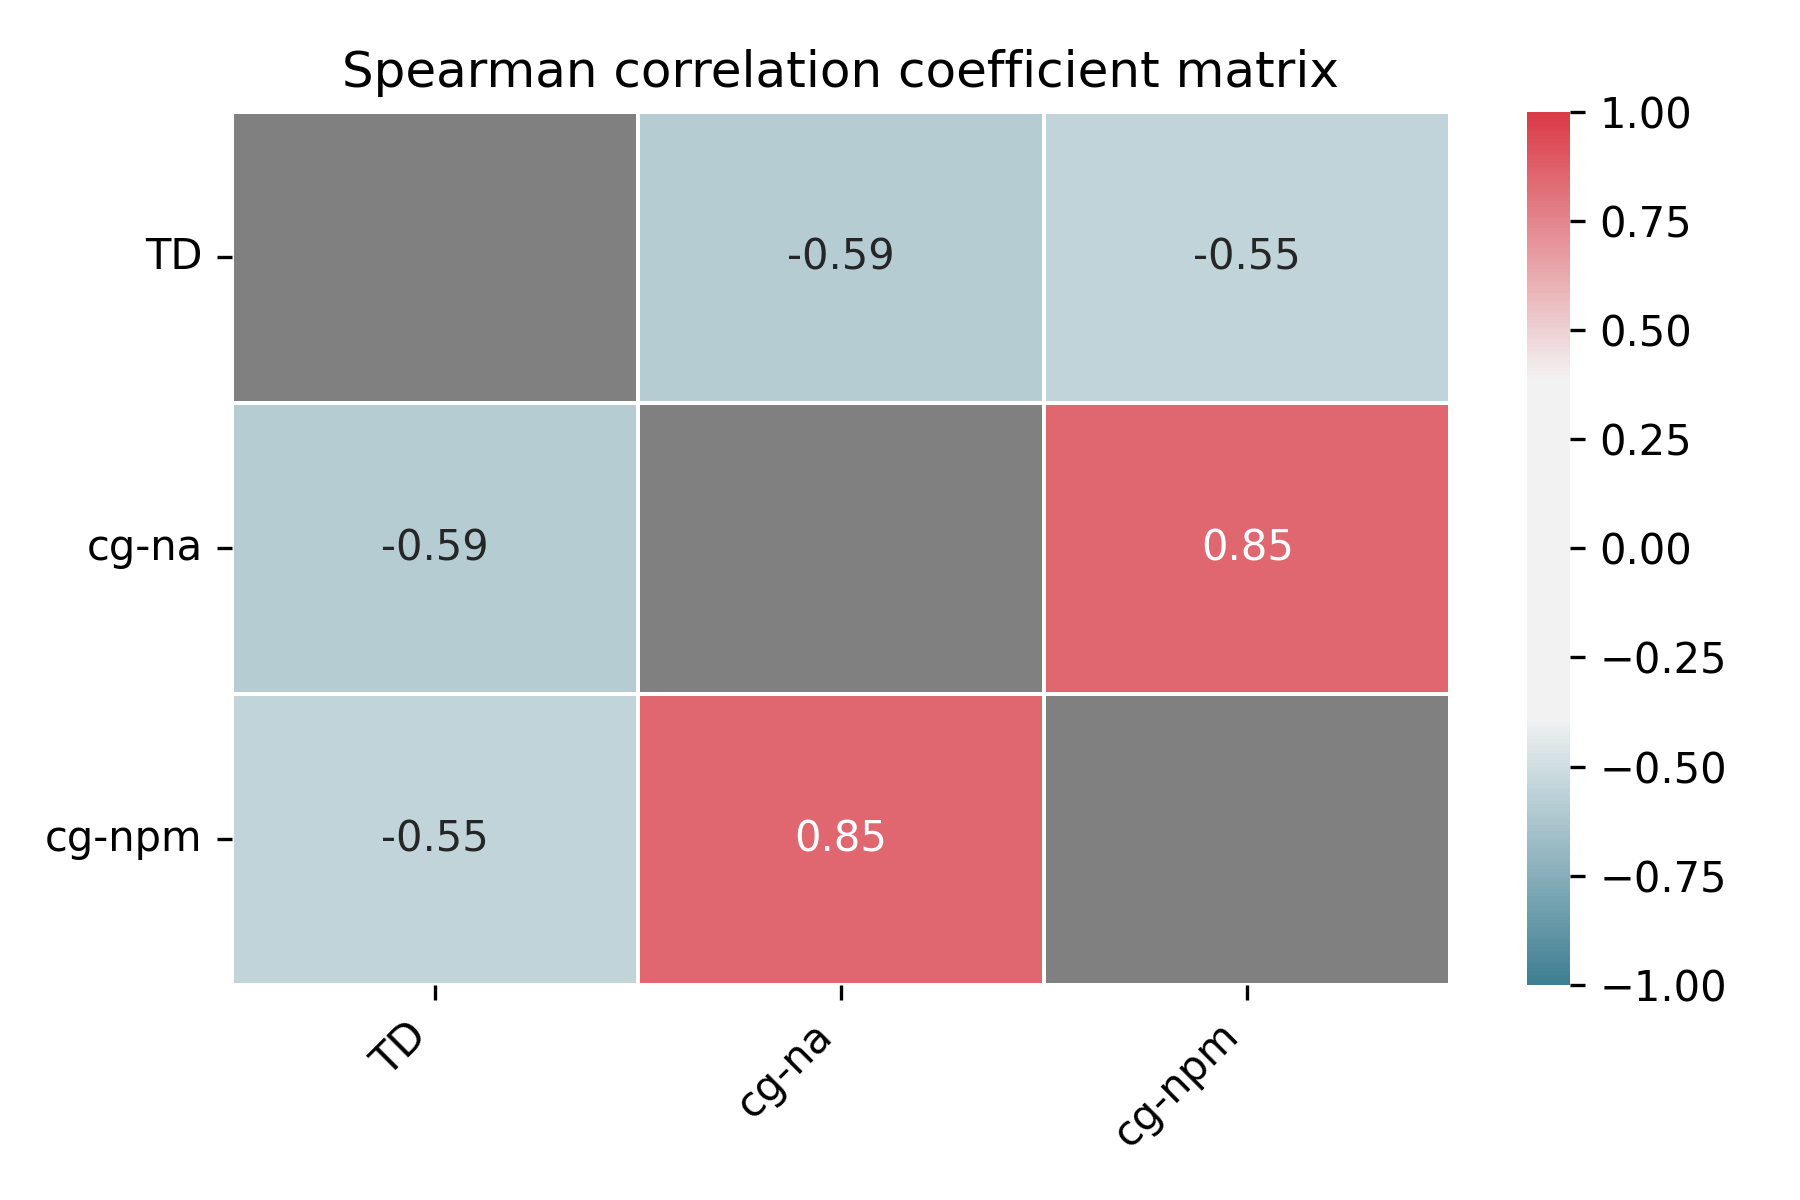 Spearman correlation coefficient matrix
TD
-0.59
-0.55
cg-na
-0.59
0.85
cg-npm
-0.55
0.85
TD
cg-na
cg-npm
1.00
0.75
0.50
0.25
0.00
−0.25
−0.50
−0.75
−1.00